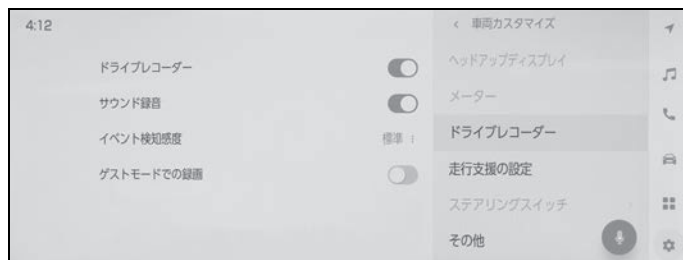 4:12
ドライブレコーダー
サウンド録音
イベント検知感度
標準
ゲストモードでの録画
車両カスタマイズ
ヘッドアップディスプレイ
メーター
ドライブレコーダー
走行支援の設定
ステアリングスイッチ
その他